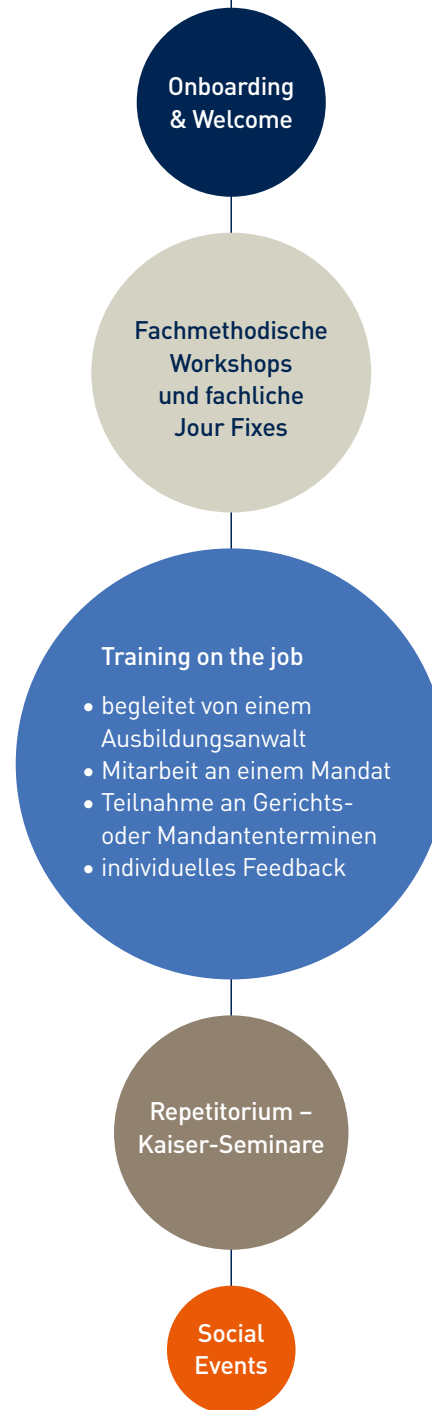 Onboarding
& Welcome
Fachmethodische
Workshops
und fachliche
Jour Fixes
Training on the job
• begleitet von einem
Ausbildungsanwalt
• Mitarbeit an einem Mandat
• Teilnahme an Gerichts-
oder Mandantenterminen
• individuelles Feedback
Repetitorium –
Kaiser-Seminare
Social
Events